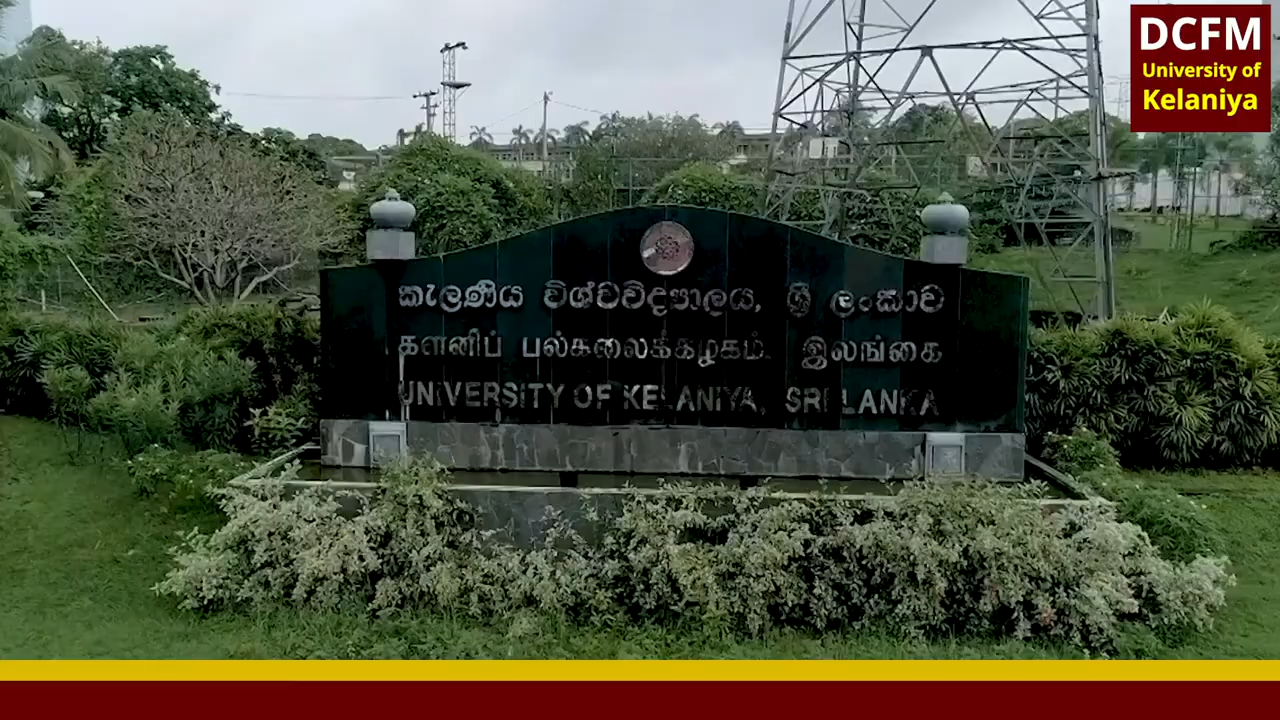 DCFM
University of
Kelaniya
කැලණිය විශ්වවිද්‍යාලය, ශ්‍රී ලංකාව
களனிப் பல்கலைக்கழகம். இலங்கை
UNIVERSITY OF KELANIYA, SRI LANKA